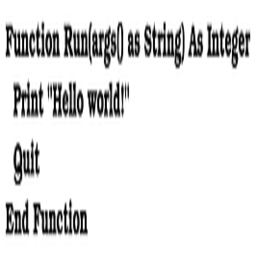 Function Run(args() as String) As Integer
Print "Hello world!"
Quit
End Function